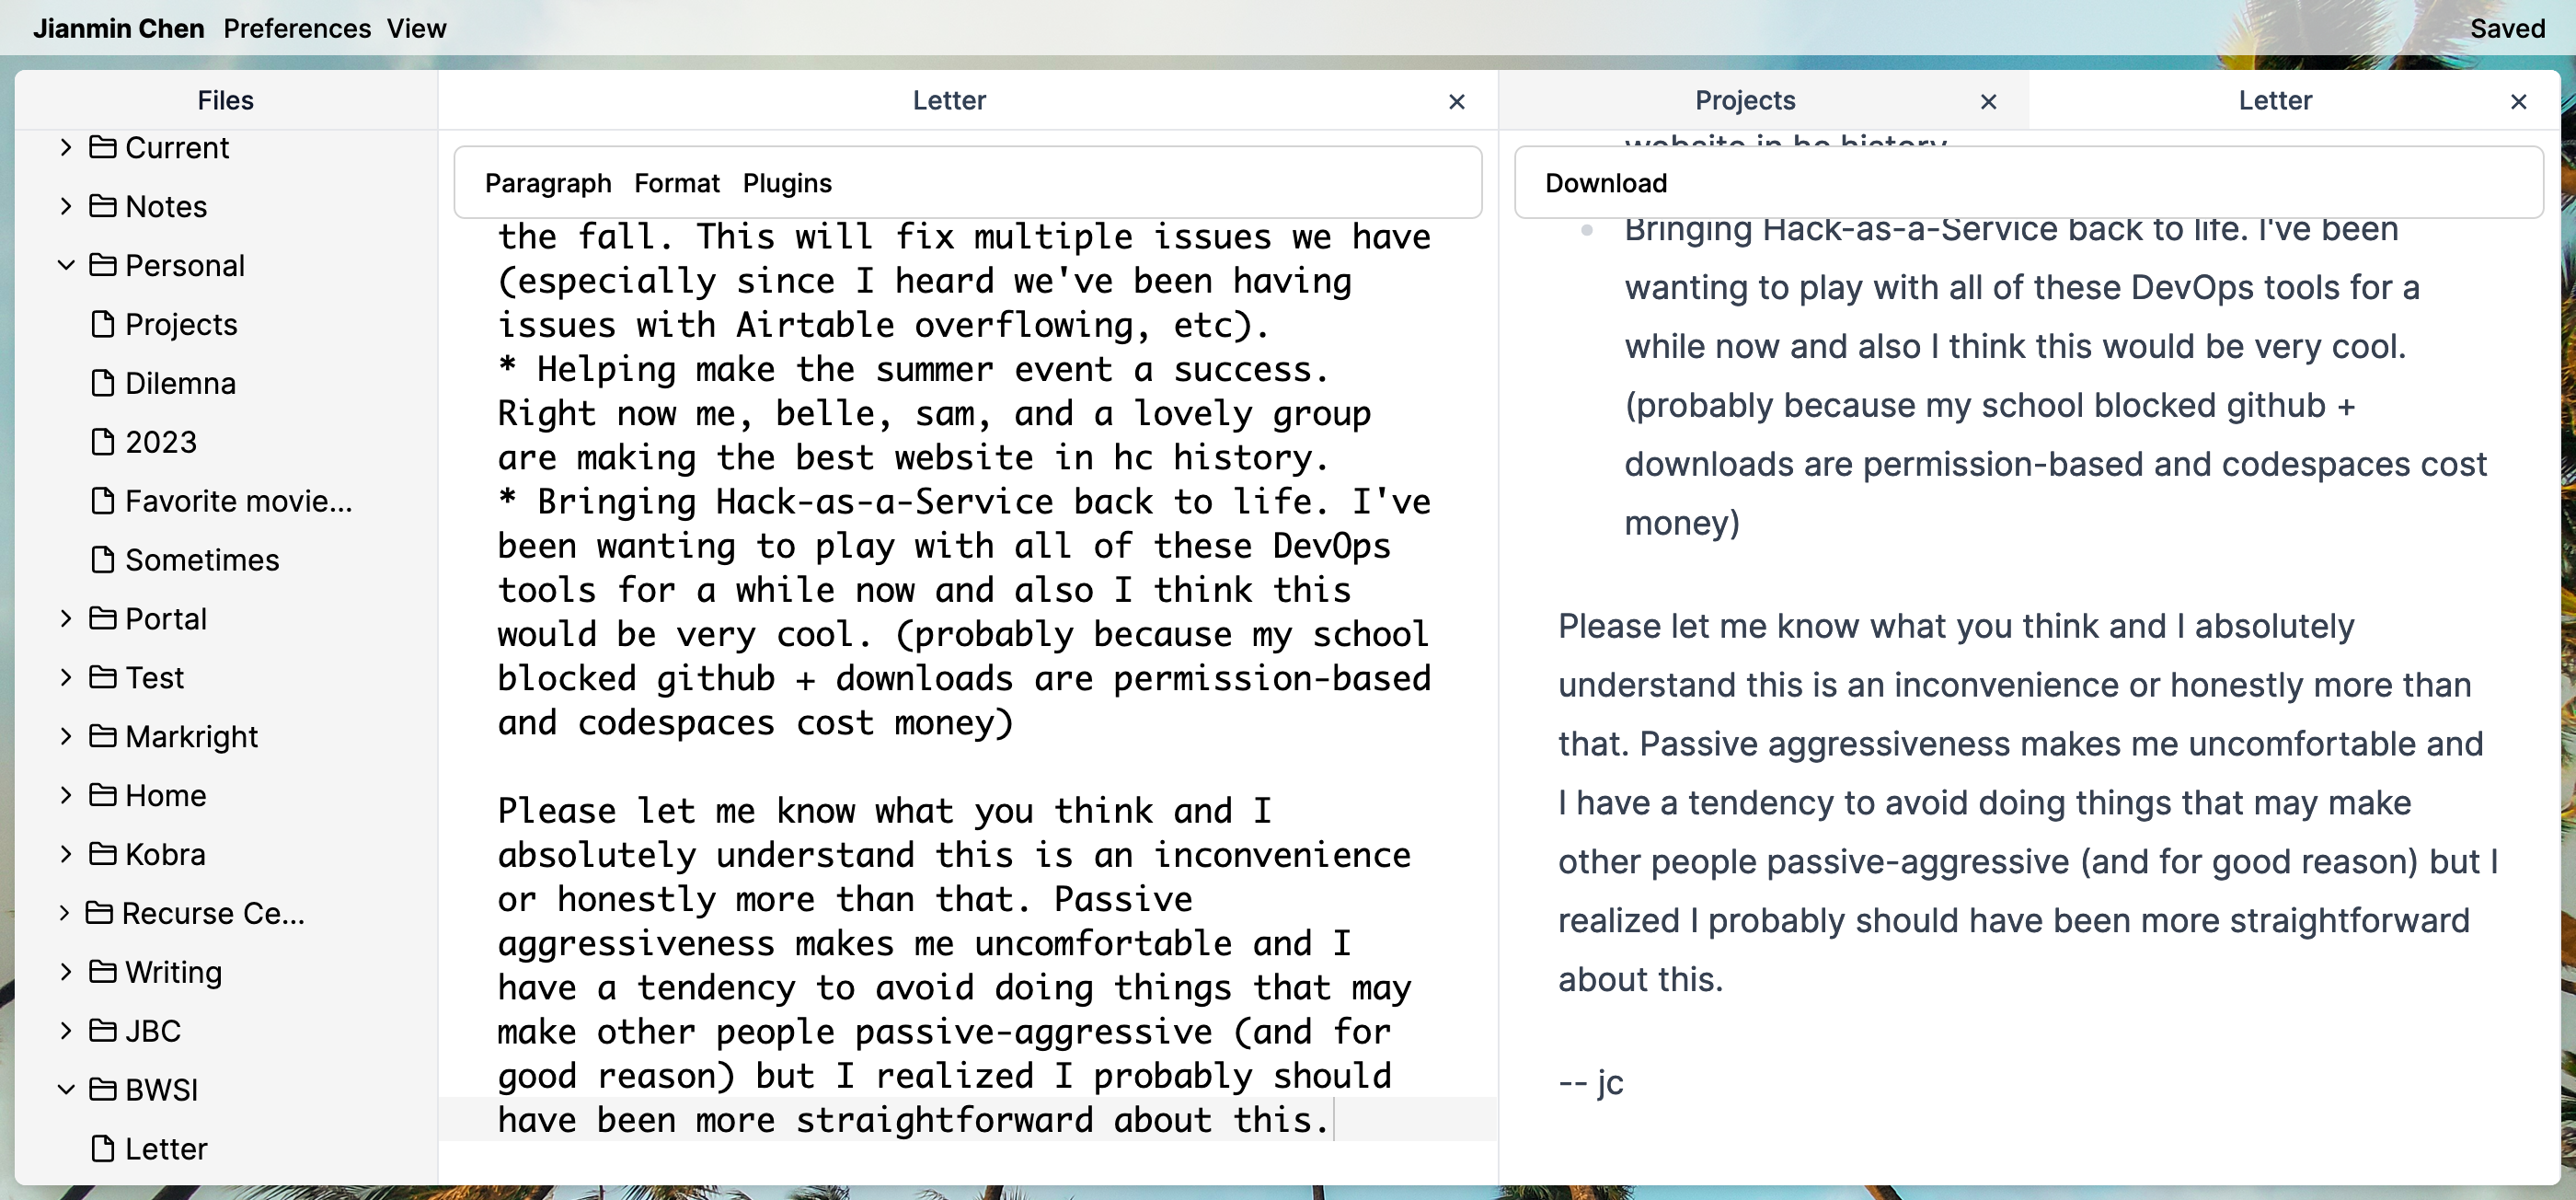 Jianmin Chen Preferences View Saved
Files
Current
Notes
Personal
Projects
Dilemna
2023
Favorite movie...
Sometimes
Portal
Test
Markright
Home
Kobra
Recurse Ce...
Writing
JBC
BWSI
Letter
Letter
Paragraph Format Plugins
the fall. This will fix multiple issues we have
(especially since I heard we've been having
issues with Airtable overflowing, etc).
* Helping make the summer event a success.
Right now me, belle, sam, and a lovely group
are making the best website in hc history.
* Bringing Hack-as-a-Service back to life. I've
been wanting to play with all of these DevOps
tools for a while now and also I think this
would be very cool. (probably because my school
blocked github + downloads are permission-based
and codespaces cost money)
Please let me know what you think and I
absolutely understand this is an inconvenience
or honestly more than that. Passive
aggressiveness makes me uncomfortable and I
have a tendency to avoid doing things that may
make other people passive-aggressive (and for
good reason) but I realized I probably should
have been more straightforward about this.
Projects
Letter
website in hc history
Download
Bringing Hack-as-a-Service back to life. I've been
wanting to play with all of these DevOps tools for a
while now and also I think this would be very cool.
(probably because my school blocked github +
downloads are permission-based and codespaces cost
money)
Please let me know what you think and I absolutely
understand this is an inconvenience or honestly more than
that. Passive aggressiveness makes me uncomfortable and
I have a tendency to avoid doing things that may make
other people passive-aggressive (and for good reason) but I
realized I probably should have been more straightforward
about this.
-- jc